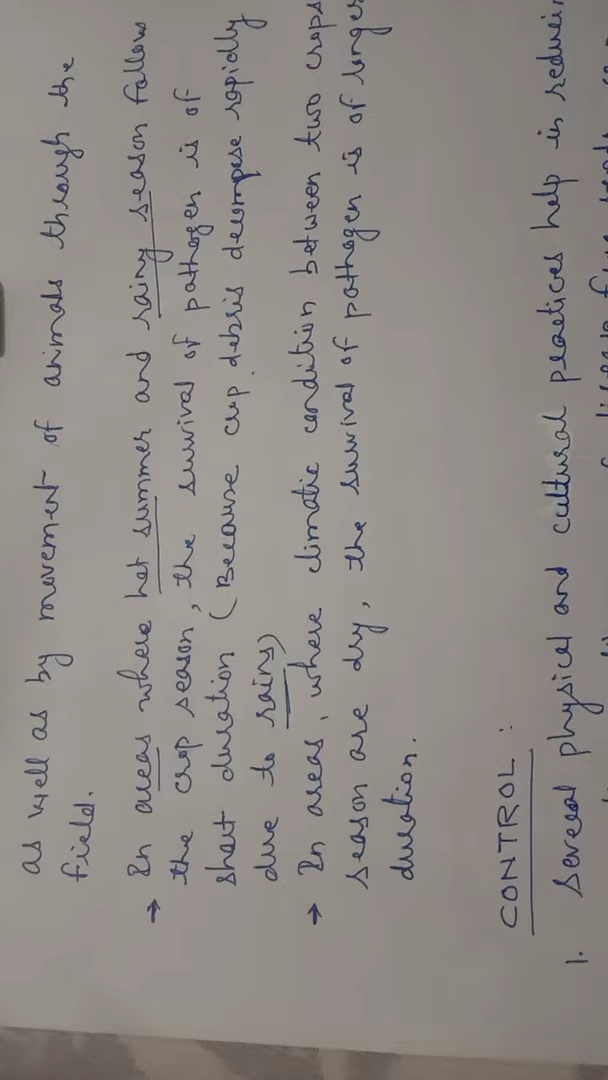 as well as by movement of animals through the
field.
→ In areas where hot summer and rainy season follow
the crop season, the survival of pathogen is of
short duration (Because crop debris decompose rapidly
due to rains)
→ In areas, where climatic condition between two crops
season are dry, the survival of pathogen is of longer
duration.
CONTROL:
1. Several physical and cultural practices help in reducin